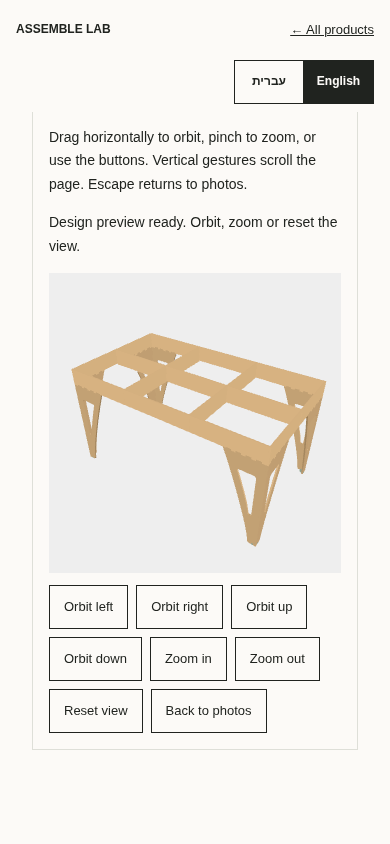 ASSEMBLE LAB
← All products
עברית
English
Drag horizontally to orbit, pinch to zoom, or
use the buttons. Vertical gestures scroll the
page. Escape returns to photos.
Design preview ready. Orbit, zoom or reset the
view.
Orbit left
Orbit right
Orbit up
Orbit down
Zoom in
Zoom out
Reset view
Back to photos